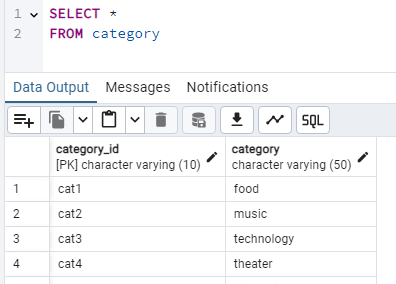 1 SELECT *
2 FROM category
Data Output Messages Notifications
SQL
category_id category
[PK] character varying (10) character varying (50)
1 cat1 food
2 cat2 music
3 cat3 technology
4 cat4 theater